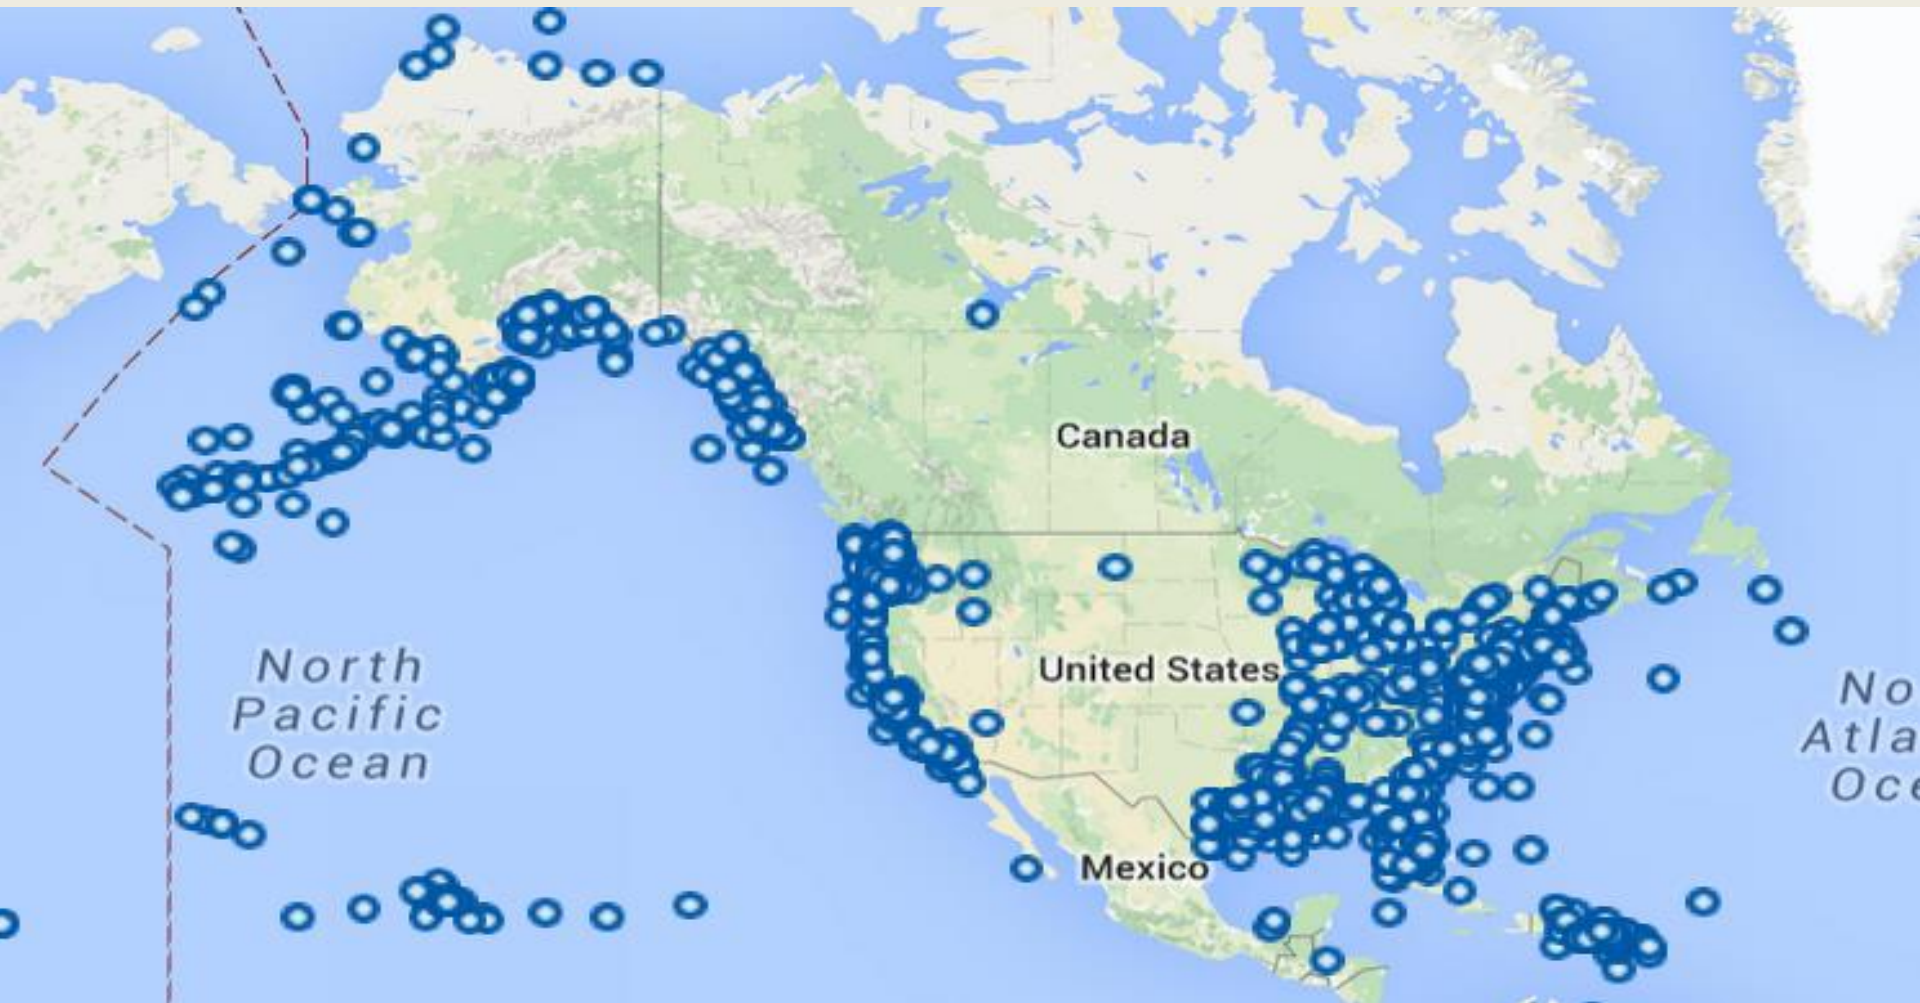 Canada
United States
North
Pacific
Ocean
No
Atla
Oce
Mexico